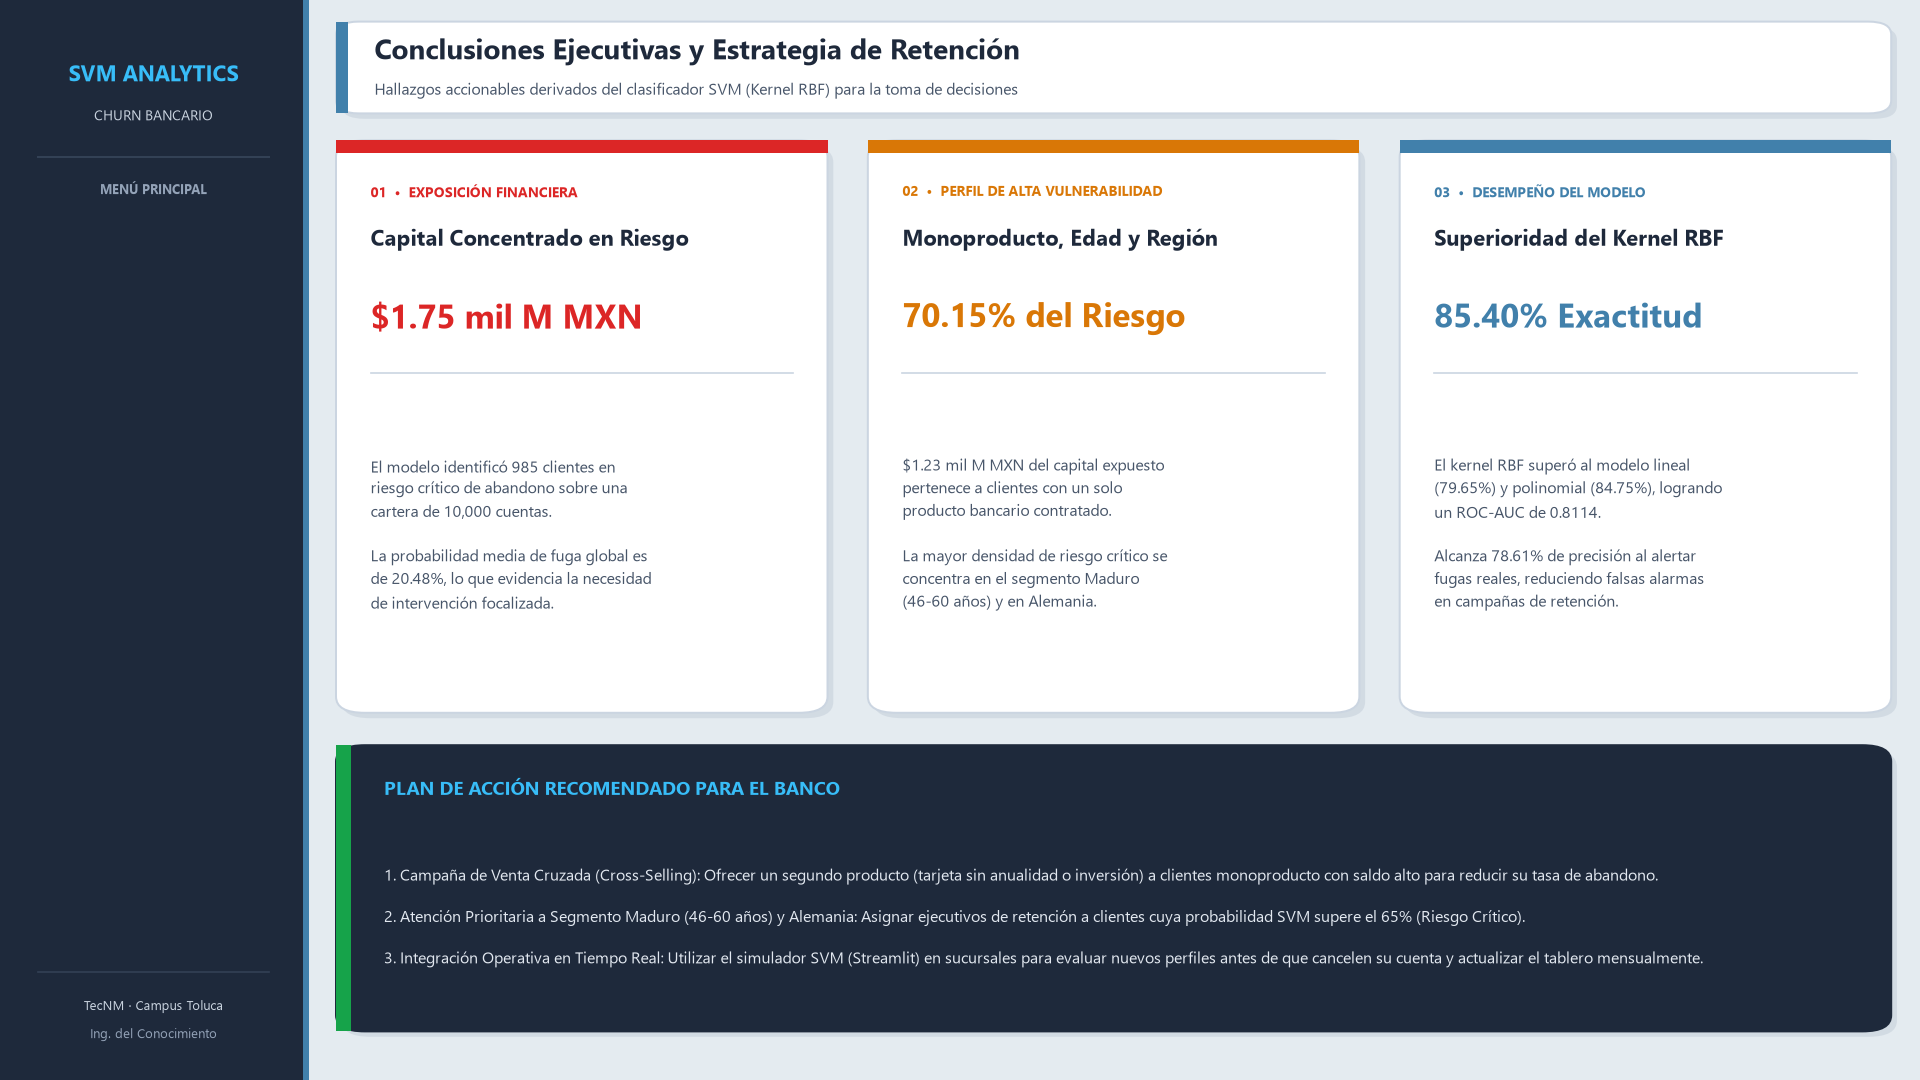 SVM ANALYTICS
CHURN BANCARIO
MENÚ PRINCIPAL
TecNM · Campus Toluca
Ing. del Conocimiento
Conclusiones Ejecutivas y Estrategia de Retención
Hallazgos accionables derivados del clasificador SVM (Kernel RBF) para la toma de decisiones
01 • EXPOSICIÓN FINANCIERA
Capital Concentrado en Riesgo
$1.75 mil M MXN
El modelo identificó 985 clientes en
riesgo crítico de abandono sobre una
cartera de 10,000 cuentas.
La probabilidad media de fuga global es
de 20.48%, lo que evidencia la necesidad
de intervención focalizada.
02 • PERFIL DE ALTA VULNERABILIDAD
Monoproducto, Edad y Región
70.15% del Riesgo
$1.23 mil M MXN del capital expuesto
pertenece a clientes con un solo
producto bancario contratado.
La mayor densidad de riesgo crítico se
concentra en el segmento Maduro
(46-60 años) y en Alemania.
03 • DESEMPEÑO DEL MODELO
Superioridad del Kernel RBF
85.40% Exactitud
El kernel RBF superó al modelo lineal
(79.65%) y polinomial (84.75%), logrando
un ROC-AUC de 0.8114.
Alcanza 78.61% de precisión al alertar
fugas reales, reduciendo falsas alarmas
en campañas de retención.
PLAN DE ACCIÓN RECOMENDADO PARA EL BANCO
1. Campaña de Venta Cruzada (Cross-Selling): Ofrecer un segundo producto (tarjeta sin anualidad o inversión) a clientes monoproducto con saldo alto para reducir su tasa de abandono.
2. Atención Prioritaria a Segmento Maduro (46-60 años) y Alemania: Asignar ejecutivos de retención a clientes cuya probabilidad SVM supere el 65% (Riesgo Crítico).
3. Integración Operativa en Tiempo Real: Utilizar el simulador SVM (Streamlit) en sucursales para evaluar nuevos perfiles antes de que cancelen su cuenta y actualizar el tablero mensualmente.